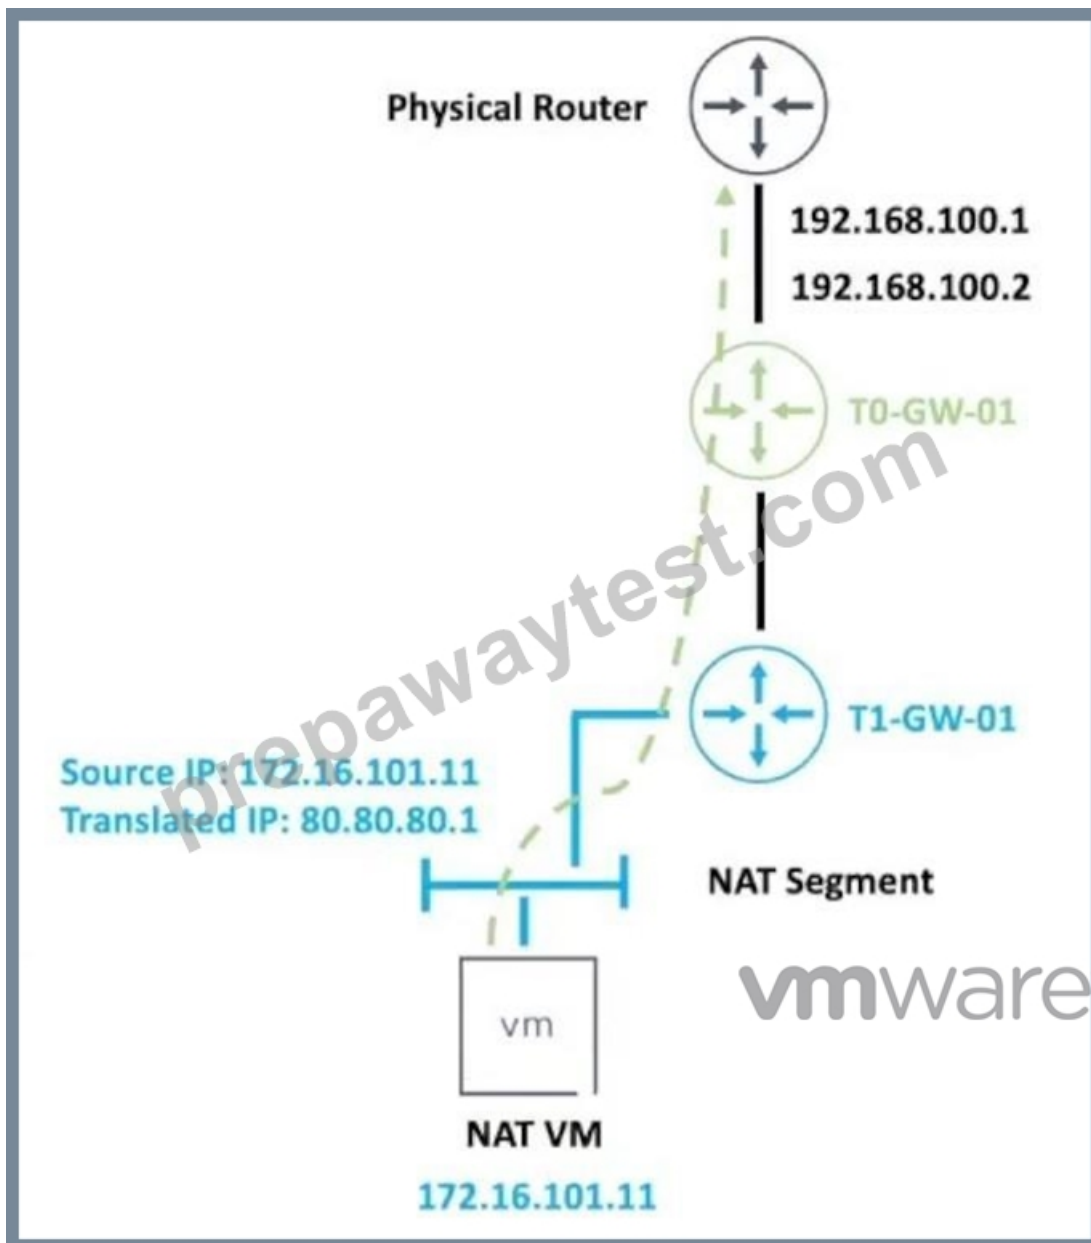 Physical Router
192.168.100.1
192.168.100.2
T0-GW-01
prepawaytest.com
T1-GW-01
Source IP: 172.16.101.11
Translated IP: 80.80.80.1
NAT Segment
vm
vmware
NAT VM
172.16.101.11